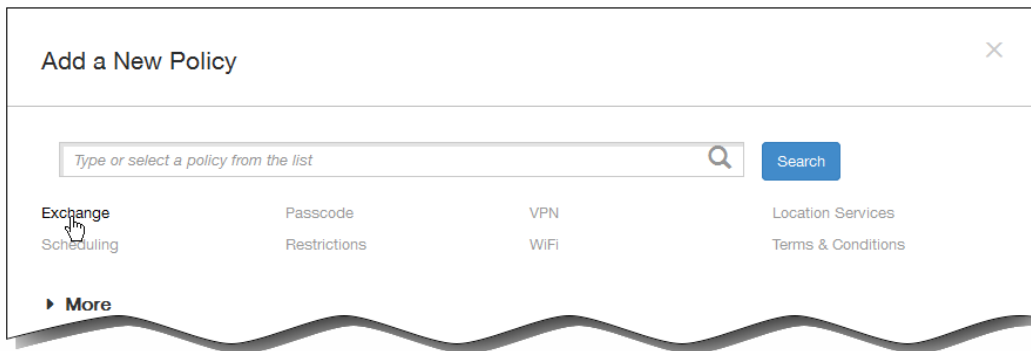 Add a New Policy
Type or select a policy from the list
Search
Exchange Passcode VPN Location Services
Scheduling Restrictions WiFi Terms & Conditions
More